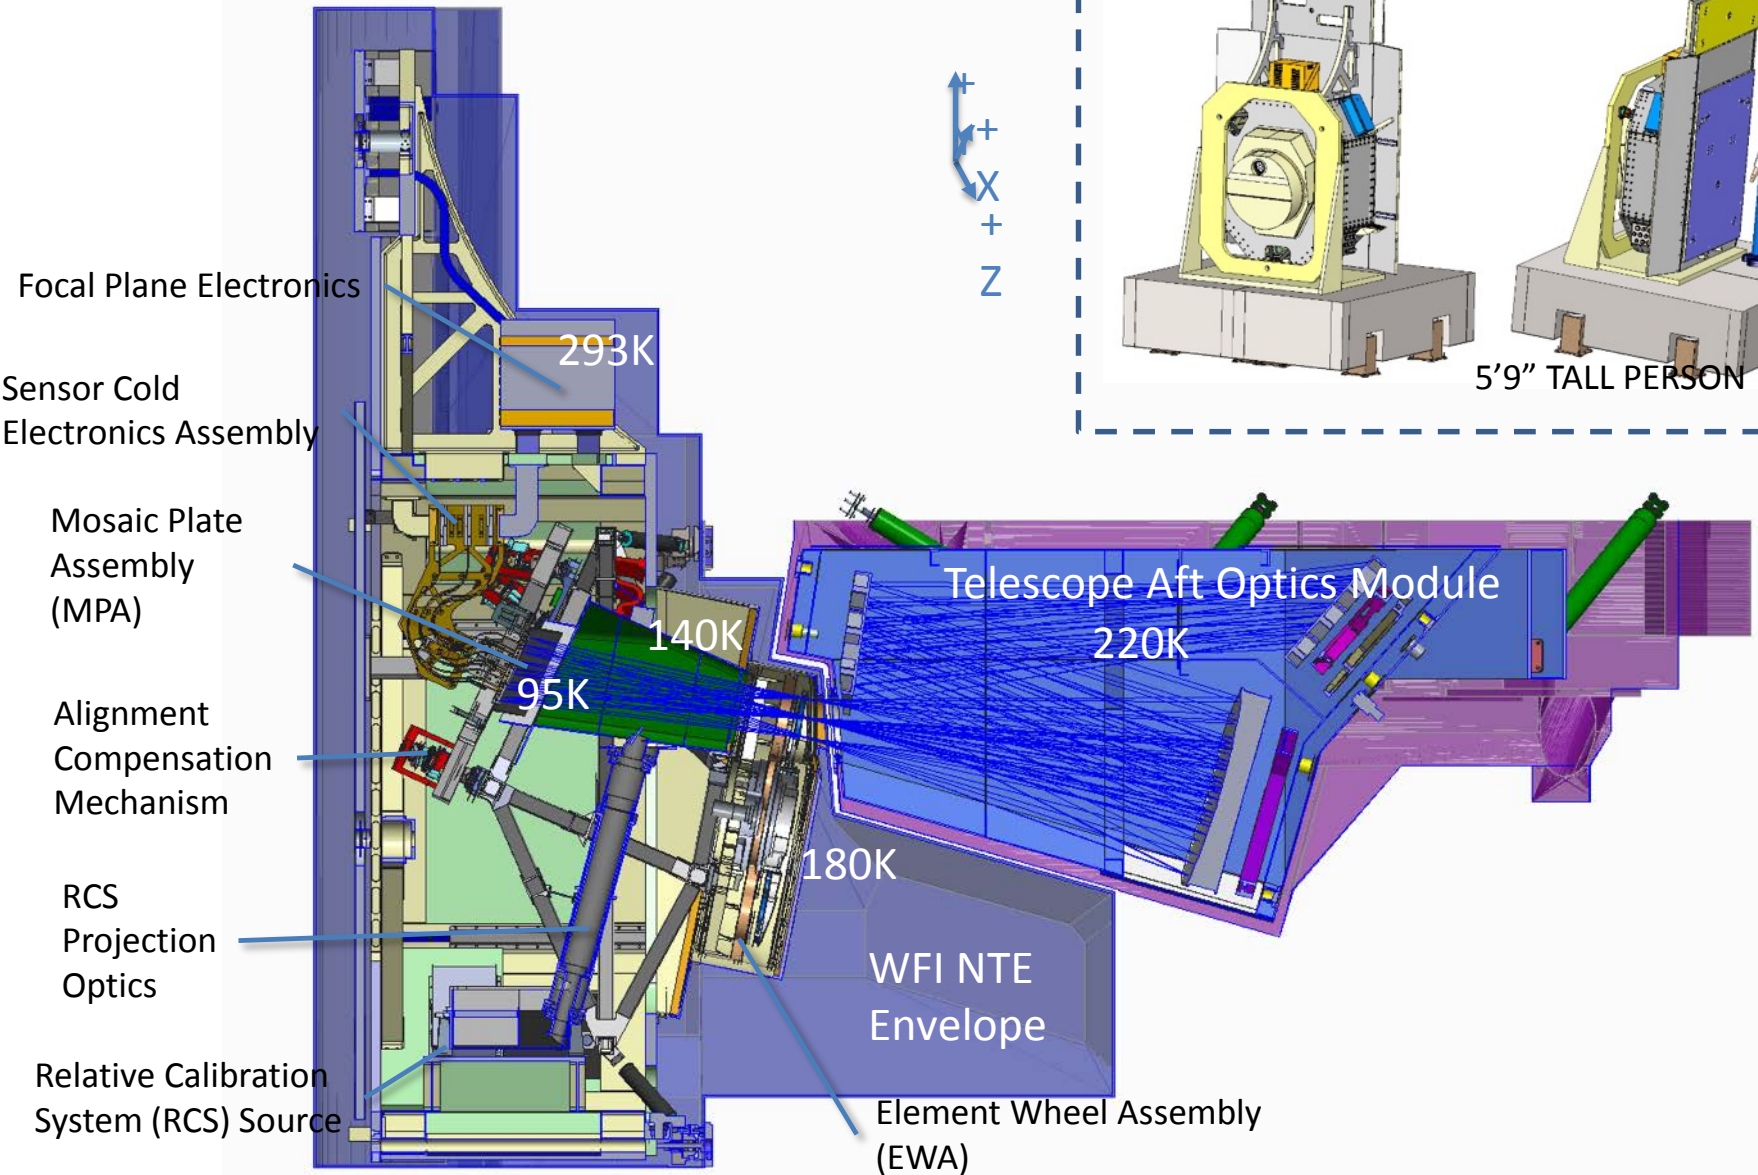 +
+
X
+
Z
5’9” TALL PERSON
Focal Plane Electronics
293K
Sensor Cold
Electronics Assembly
Mosaic Plate
Assembly
(MPA)
Telescope Aft Optics Module
220K
140K
95K
Alignment
Compensation
Mechanism
180K
RCS
Projection
Optics
WFI NTE
Envelope
Relative Calibration
System (RCS) Source
Element Wheel Assembly
(EWA)